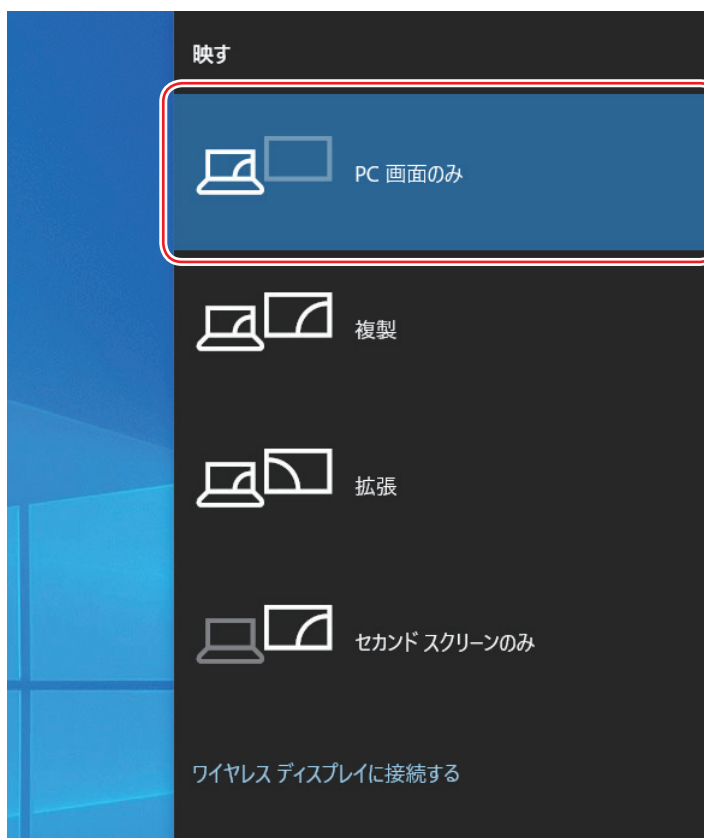 映す
PC 画面のみ
複製
拡張
セカンド スクリーンのみ
ワイヤレス ディスプレイに接続する